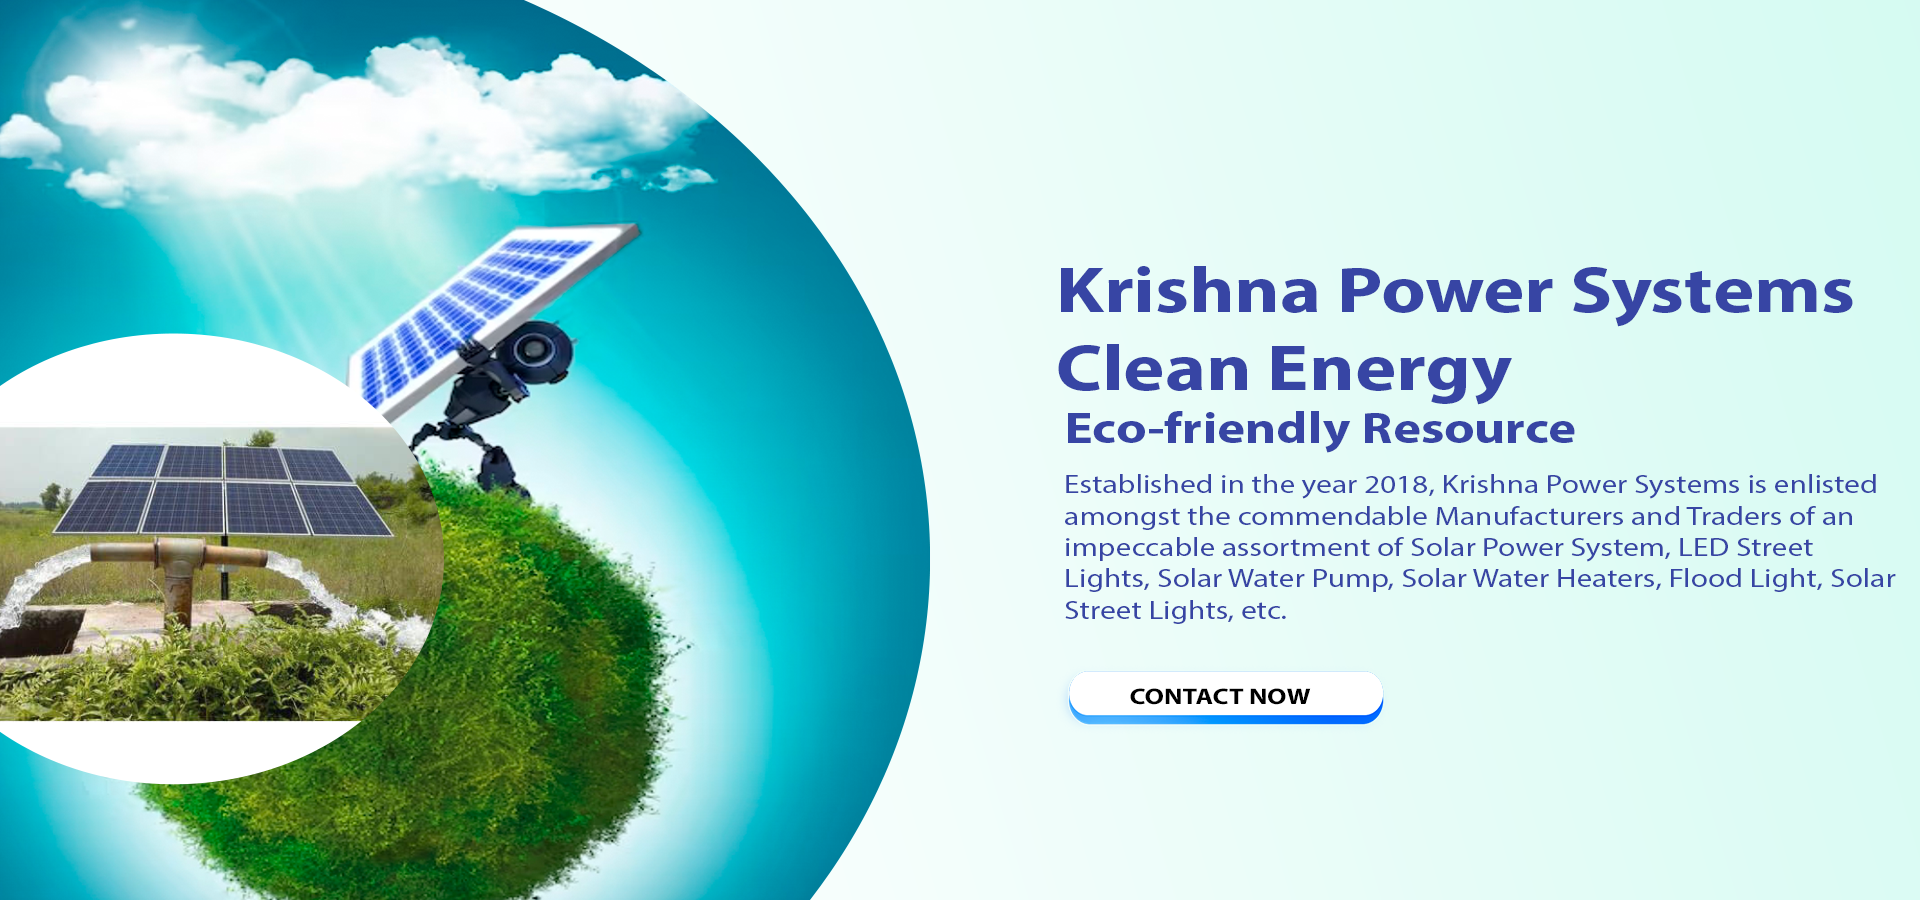 Krishna Power Systems
Clean Energy
Eco-friendly Resource
Established in the year 2018, Krishna Power Systems is enlisted
amongst the commendable Manufacturers and Traders of an
impeccable assortment of Solar Power System, LED Street
Lights, Solar Water Pump, Solar Water Heaters, Flood Light, Solar
Street Lights, etc.
CONTACT NOW